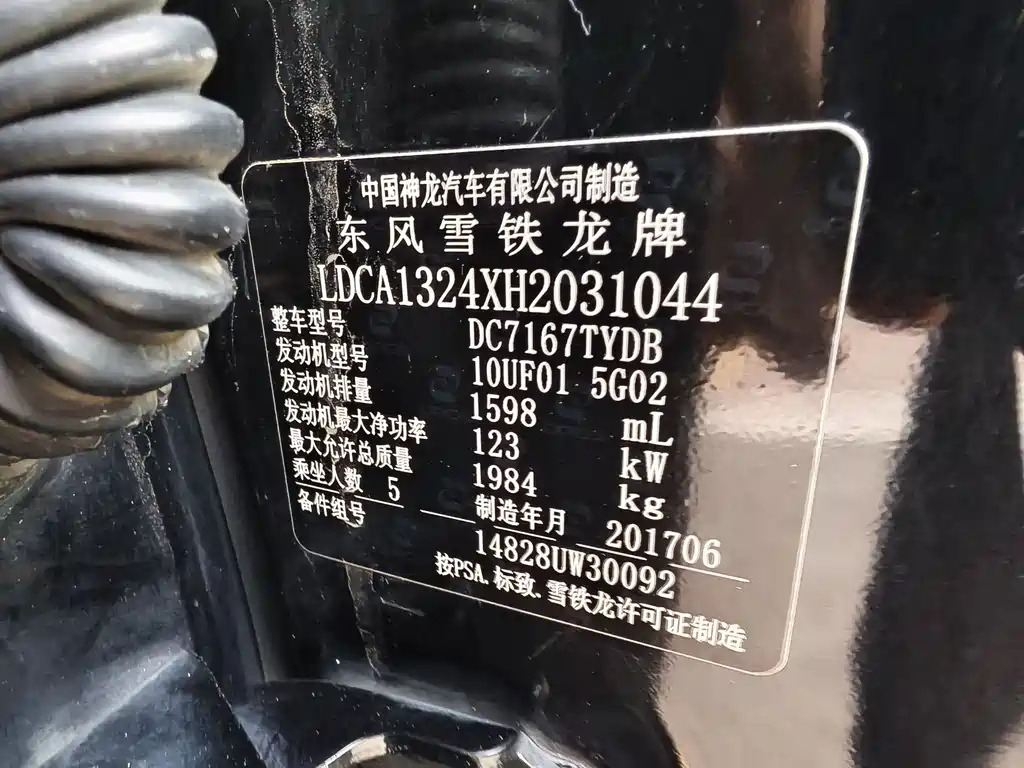 中国神龙汽车有限公司制造
东风雪铁龙牌
LDCA1324XH2031044
整车型号 DC7167TYDB
发动机型号 10UF01 5G02
发动机排量 1598 mL
发动机最大净功率 123 kW
最大允许总质量 1984 kg
乘坐人数 5 制造年月 201706
备件组号 14828UW30092
按PSA.标致.雪铁龙许可证制造